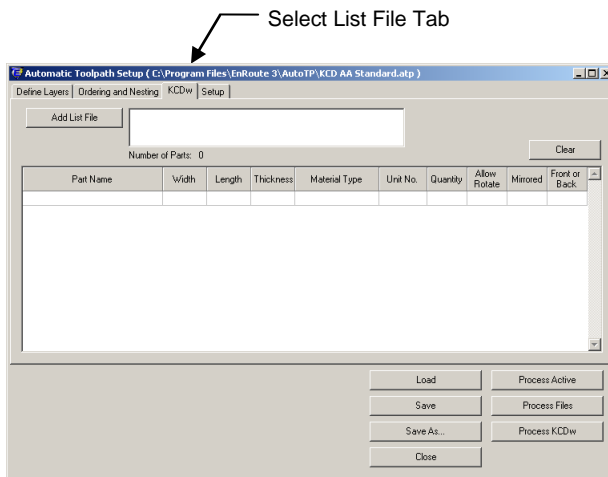 Select List File Tab
Automatic Toolpath Setup ( C:\Program Files\EnRoute 3\AutoTP\KCD AA Standard.atp )
Define Layers Ordering and Nesting KCDw Setup
Add List File
Number of Parts: 0
Clear
Part Name Width Length Thickness Material Type Unit No. Quantity Allow Rotate Mirrored Front or Back
Load Process Active
Save Process Files
Save As... Process KCDw
Close